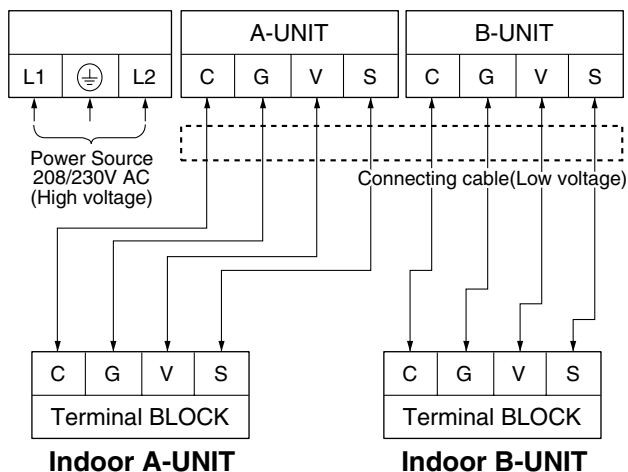 A-UNIT B-UNIT
L1 L2 C G V S C G V S
Power Source
208/230V AC
(High voltage)
Connecting cable(Low voltage)
C G V S C G V S
Terminal BLOCK Terminal BLOCK
Indoor A-UNIT Indoor B-UNIT